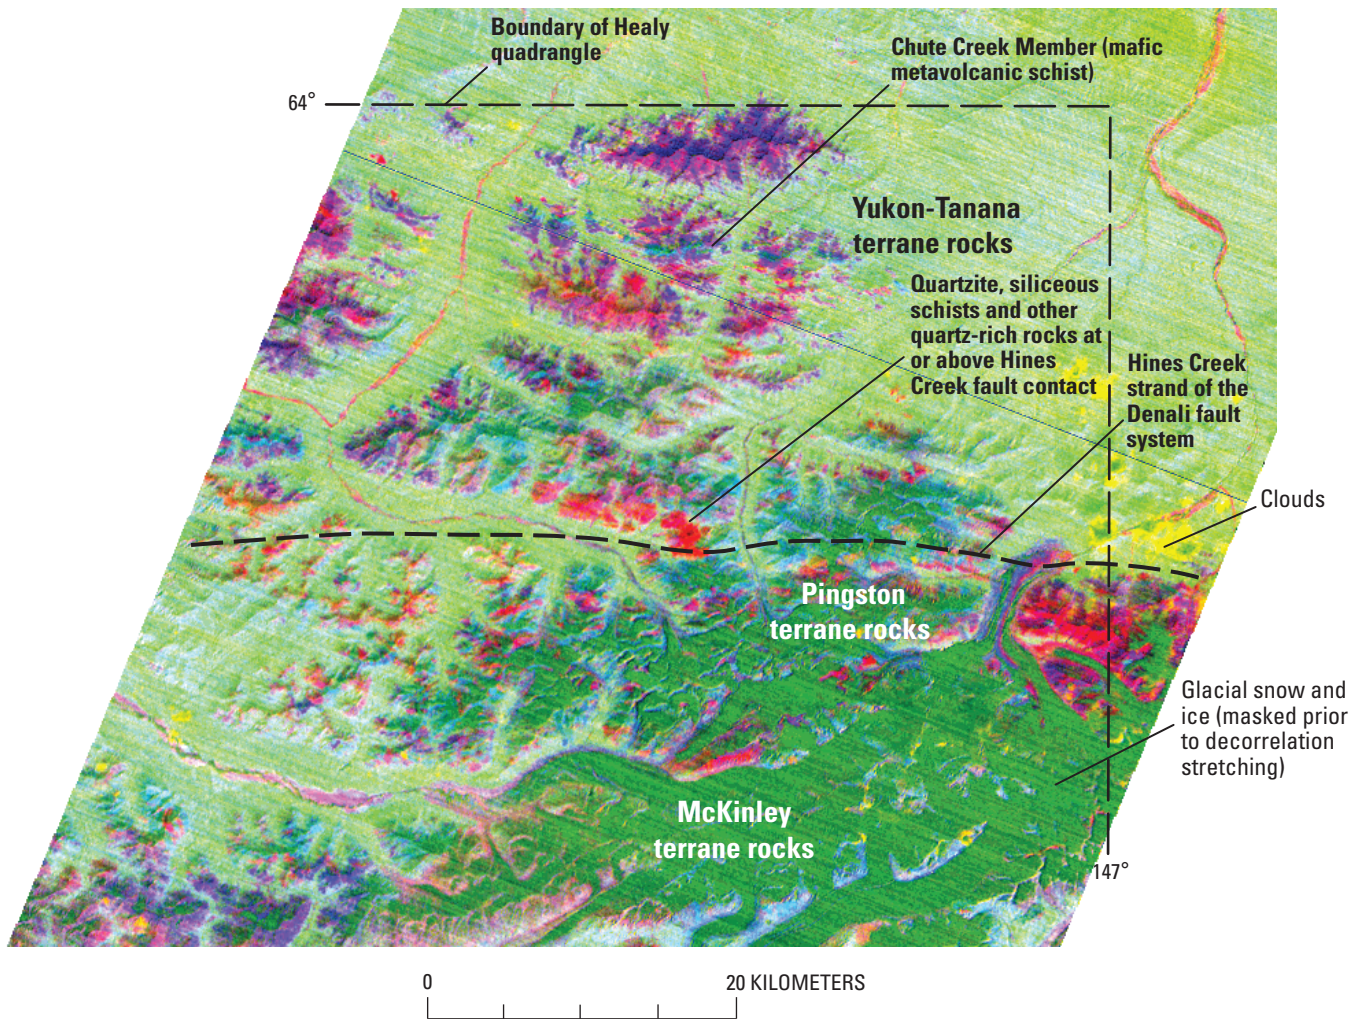 Boundary of Healy
quadrangle
Chute Creek Member (mafic
metavolcanic schist)
64°
Yukon-Tanana
terrane rocks
Quartzite, siliceous
schists and other
quartz-rich rocks at
or above Hines
Creek fault contact
Hines Creek
strand of the
Denali fault
system
Clouds
Pingston
terrane rocks
Glacial snow and
ice (masked prior
to decorrelation
stretching)
McKinley
terrane rocks
147°
0
20 KILOMETERS